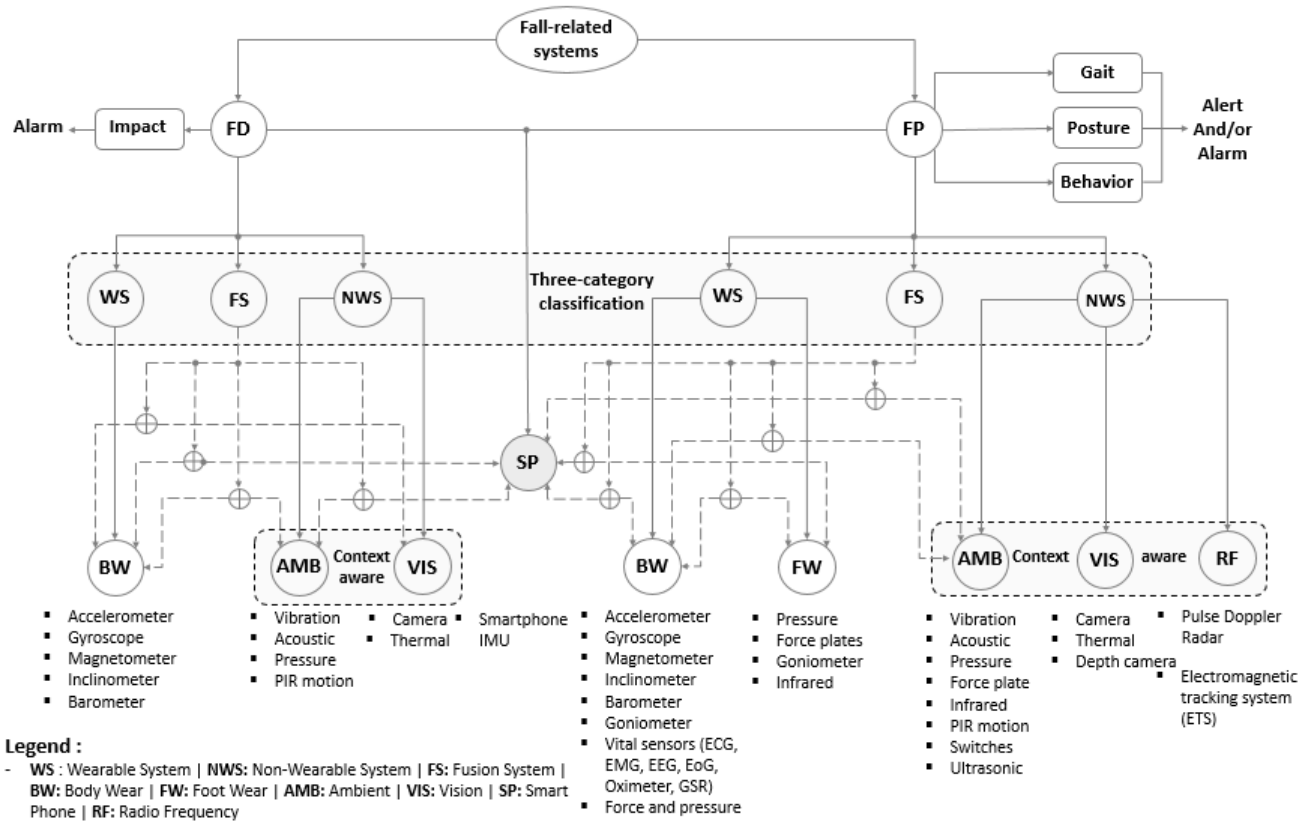 Fall-related
systems
Alarm
Impact
FD
FP
Gait
Posture
Behavior
Alert
And/or
Alarm
WS
FS
NWS
Three-category
classification
WS
FS
NWS
SP
BW
AMB
Context
aware
VIS
BW
FW
AMB
Context
VIS
aware
RF
▪ Accelerometer
▪ Gyroscope
▪ Magnetometer
▪ Inclinometer
▪ Barometer
▪ Vibration
▪ Acoustic
▪ Pressure
▪ PIR motion
▪ Camera
▪ Thermal
▪ Smartphone
IMU
▪ Accelerometer
▪ Gyroscope
▪ Magnetometer
▪ Inclinometer
▪ Barometer
▪ Goniometer
▪ Vital sensors (ECG,
EMG, EEG, EoG,
Oximeter, GSR)
▪ Force and pressure
▪ Pressure
▪ Force plates
▪ Goniometer
▪ Infrared
▪ Vibration
▪ Acoustic
▪ Pressure
▪ Force plate
▪ Infrared
▪ PIR motion
▪ Switches
▪ Ultrasonic
▪ Camera
▪ Thermal
▪ Depth camera
▪ Pulse Doppler
Radar
▪ Electromagnetic
tracking system
(ETS)
Legend :
- WS : Wearable System | NWS: Non-Wearable System | FS: Fusion System |
BW: Body Wear | FW: Foot Wear | AMB: Ambient | VIS: Vision | SP: Smart
Phone | RF: Radio Frequency